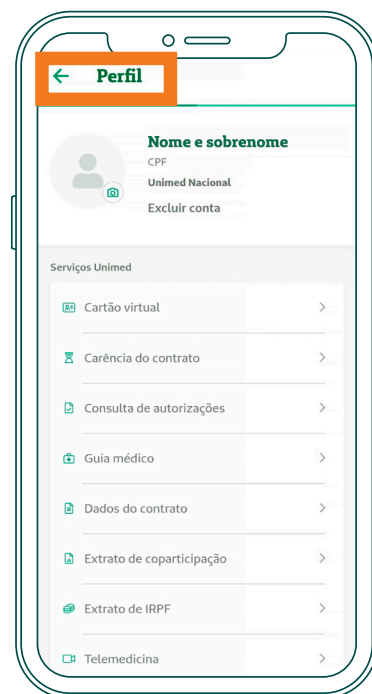 Perfil
Nome e sobrenome
CPF
Unimed Nacional
Excluir conta
Serviços Unimed
Cartão virtual
Carência do contrato
Consulta de autorizações
Guia médico
Dados do contrato
Extrato de coparticipação
Extrato de IRPF
Telemedicina